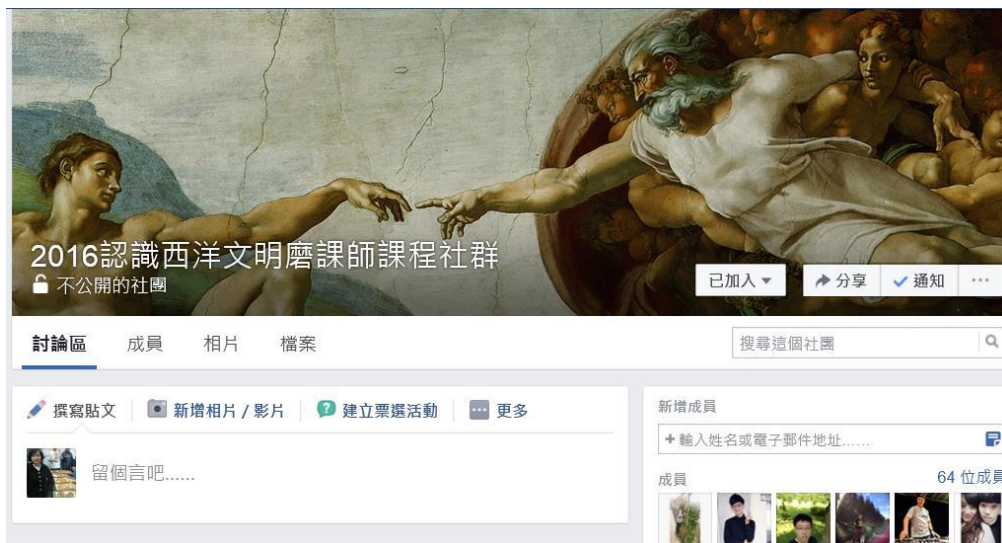 2016認識西洋文明磨課師課程社群
不公開的社團
已加入
分享
通知
討論區
成員
相片
檔案
搜尋這個社團
撰寫貼文
新增相片 / 影片
建立票選活動
更多
留個言吧......
新增成員
+ 輸入姓名或電子郵件地址......
成員
64 位成員